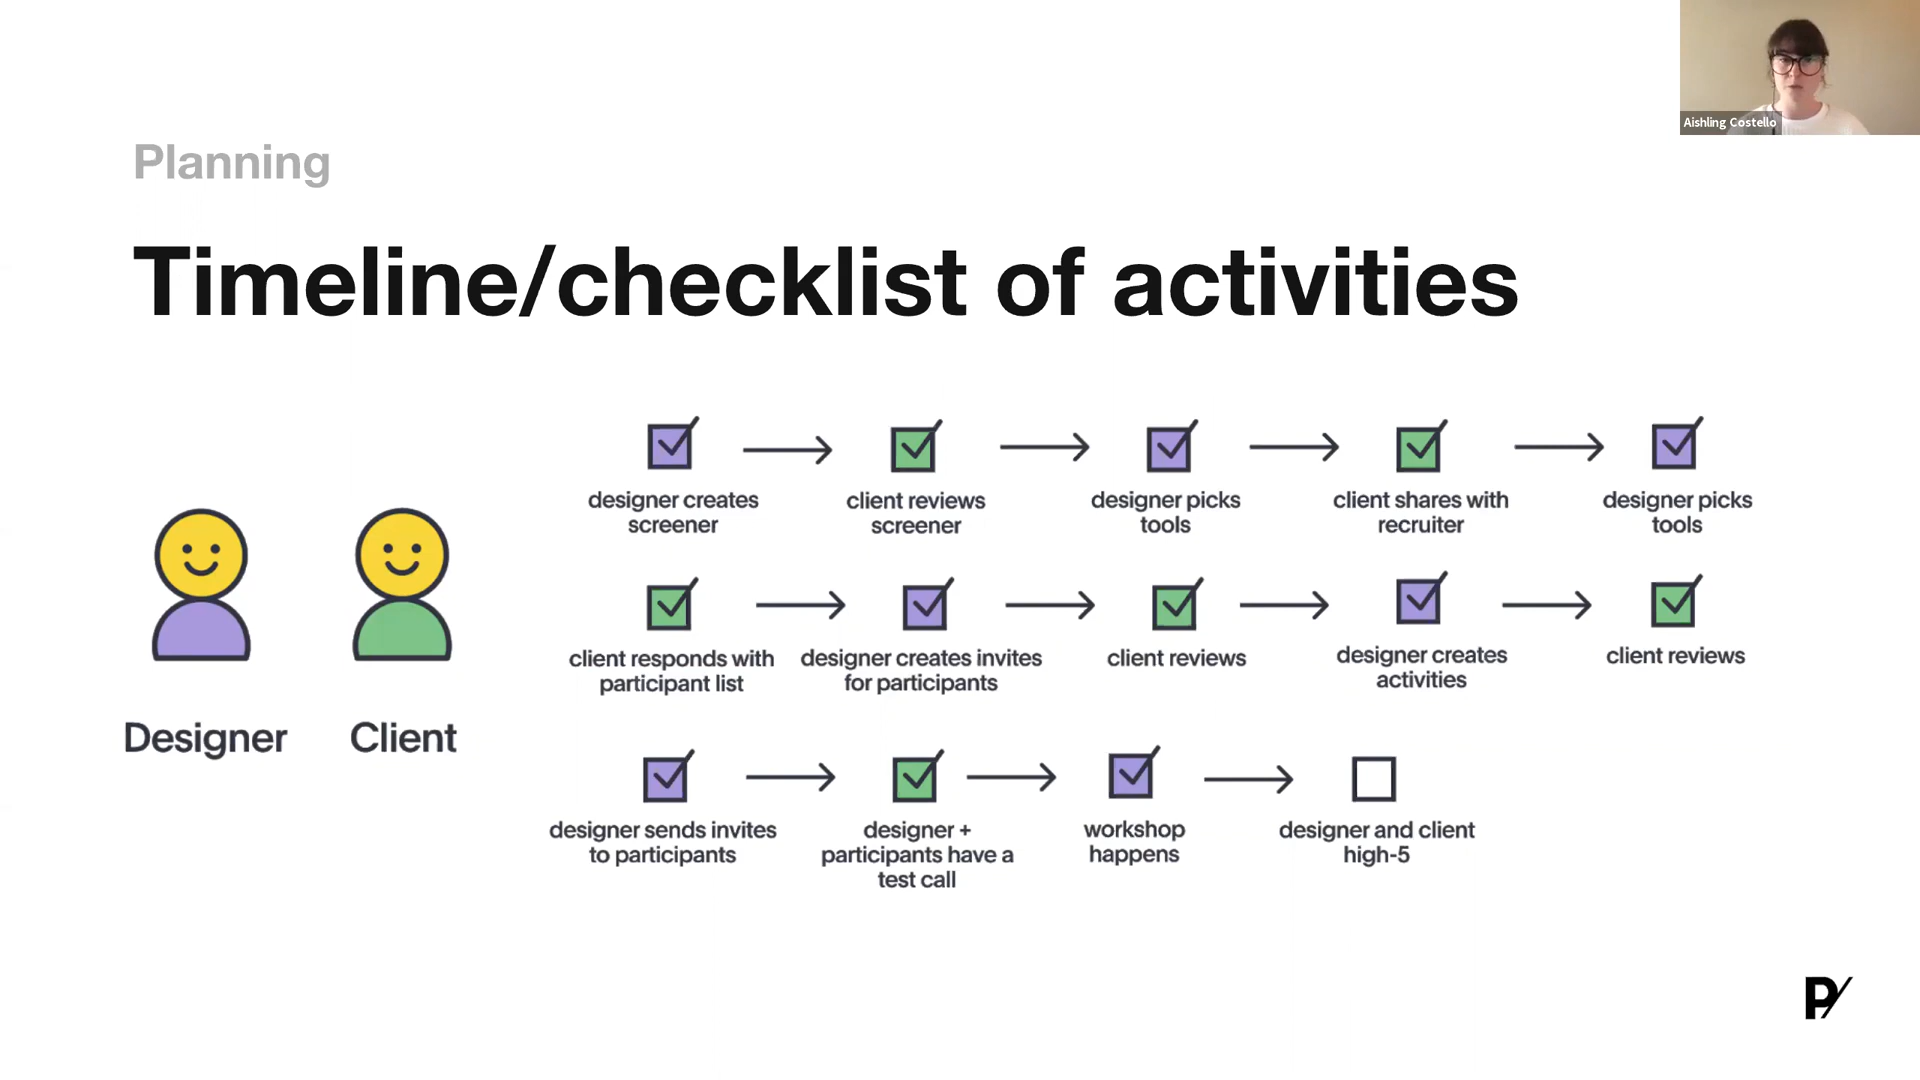 Aishling Costello
Planning
Timeline/checklist of activities
designer creates
screener
client reviews
screener
designer picks
tools
client shares with
recruiter
designer picks
tools
client responds with
participant list
designer creates invites
for participants
client reviews
designer creates
activities
client reviews
designer sends invites
to participants
designer +
participants have a
test call
workshop
happens
designer and client
high-5
Designer
Client
P/